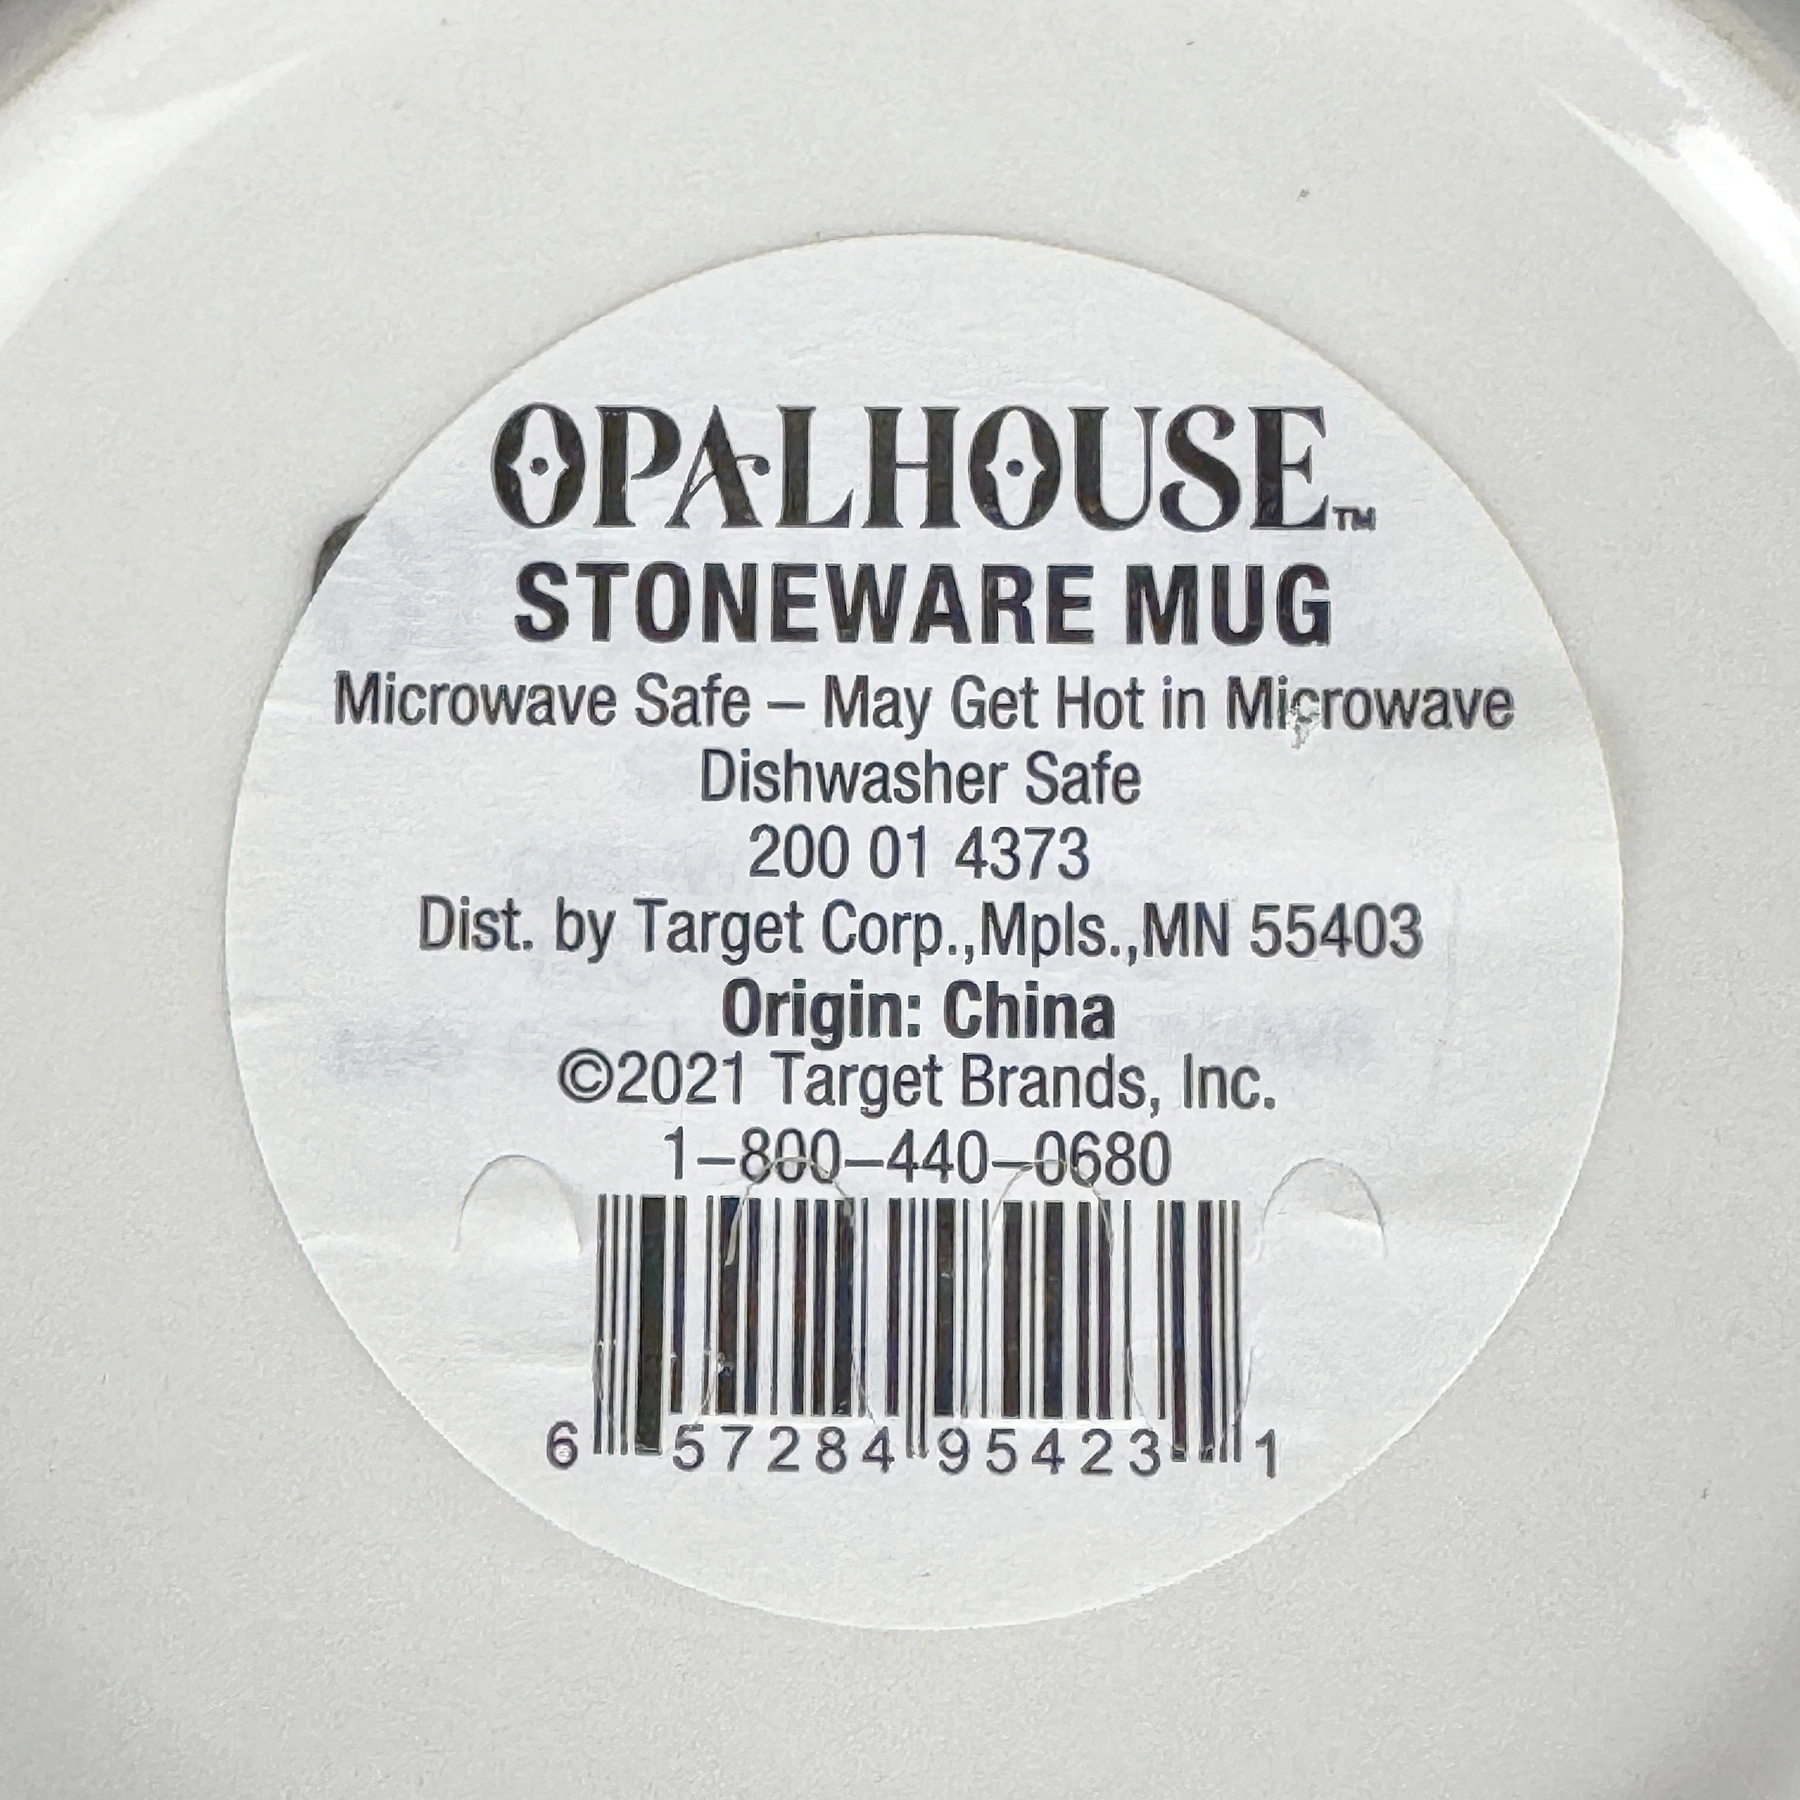 OPALHOUSE™
STONEWARE MUG
Microwave Safe – May Get Hot in Microwave
Dishwasher Safe
200 01 4373
Dist. by Target Corp.,Mpls.,MN 55403
Origin: China
©2021 Target Brands, Inc.
1–800–440–0680
6 57284 95423 1